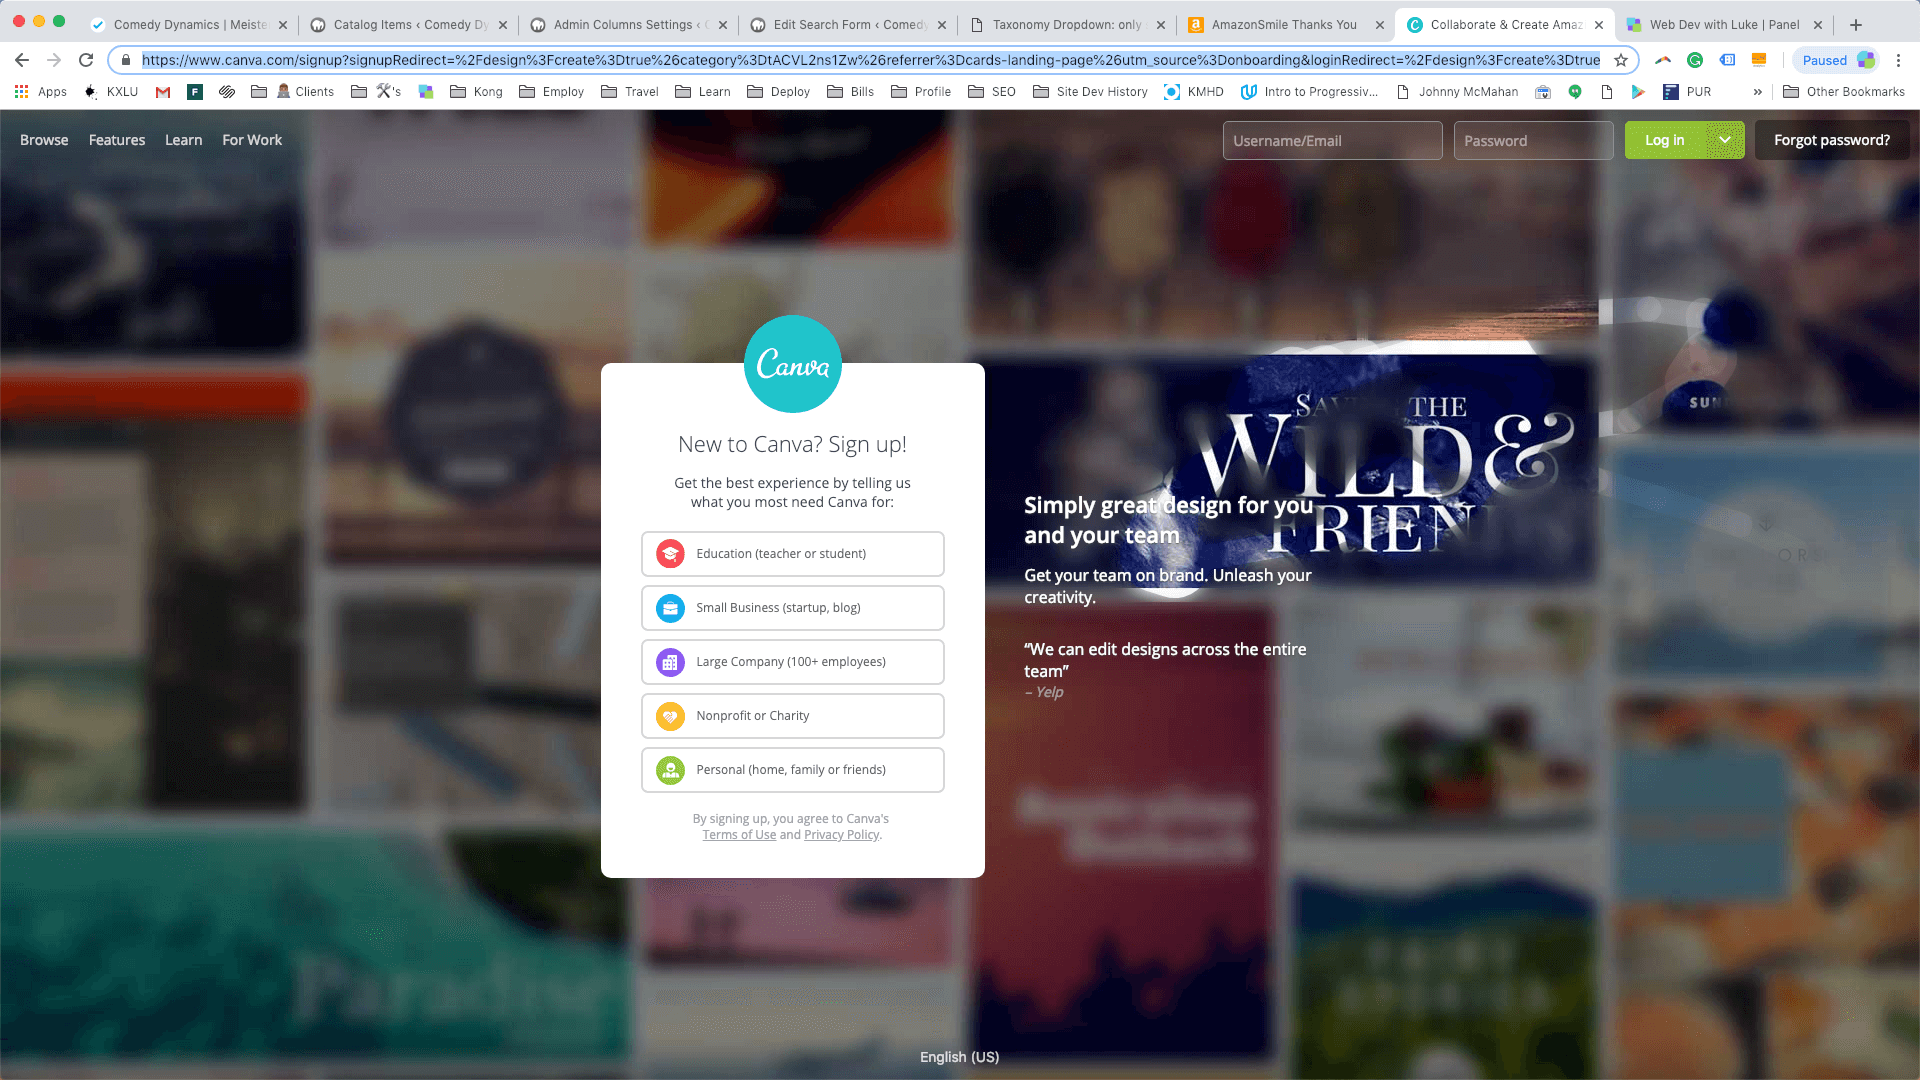 Comedy Dynamics | Meiste
Catalog Items ‹ Comedy Dy
Admin Columns Settings ‹ C
Edit Search Form ‹ Comedy
Taxonomy Dropdown: only
AmazonSmile Thanks You
Collaborate & Create Amaz
Web Dev with Luke | Panel
https://www.canva.com/signup?signupRedirect=%2Fdesign%3Fcreate%3Dtrue%26category%3DtACVL2ns1Zw%26referrer%3Dcards-landing-page%26utm_source%3Donboarding&loginRedirect=%2Fdesign%3Fcreate%3Dtrue
Paused
Apps
KXLU
Clients
's
Kong
Employ
Travel
Learn
Deploy
Bills
Profile
SEO
Site Dev History
KMHD
Intro to Progressiv...
Johnny McMahan
PUR
»
Other Bookmarks
Browse
Features
Learn
For Work
Username/Email
Password
Log in
Forgot password?
Canva
New to Canva? Sign up!
Get the best experience by telling us
what you most need Canva for:
Education (teacher or student)
Small Business (startup, blog)
Large Company (100+ employees)
Nonprofit or Charity
Personal (home, family or friends)
By signing up, you agree to Canva's
Terms of Use and Privacy Policy.
THE
WILD &
FRIEN
SUN
Simply great design for you
and your team
Get your team on brand. Unleash your
creativity.
“We can edit designs across the entire
team”
– Yelp
Paradise
English (US)